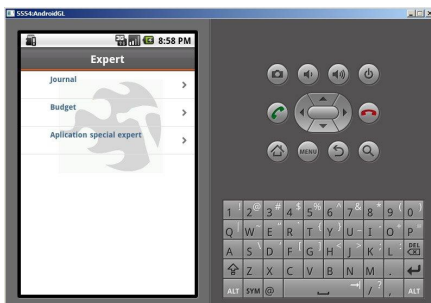 5554:AndroidGL
3G 8:58 PM
Expert
Journal
Budget
Aplication special expert
MENU
1 ! 2 @ 3 # 4 $ 5 % 6 ^ 7 & 8 * 9 ( 0 )
Q W ~ E " R ` T { Y } U _ I - O + P =
A S \ D ' F [ G ] H < J > K ; L : DEL
Z X C V B N M .
ALT SYM @ / ? , ALT